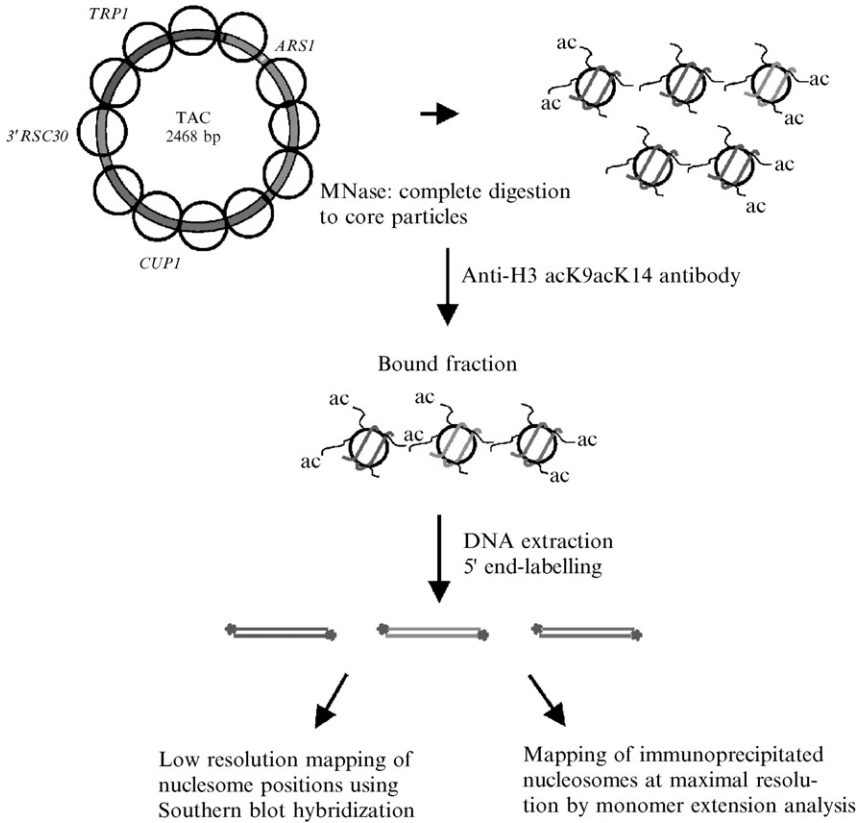 TRP1
ARS1
TAC
2468 bp
3'RSC30
CUP1
MNase: complete digestion
to core particles
ac
ac
ac
ac
ac
ac
Anti-H3 acK9acK14 antibody
Bound fraction
ac
ac
ac
ac
ac
ac
DNA extraction
5' end-labelling
Low resolution mapping of
nuclesome positions using
Southern blot hybridization
Mapping of immunoprecipitated
nucleosomes at maximal resolu-
tion by monomer extension analysis